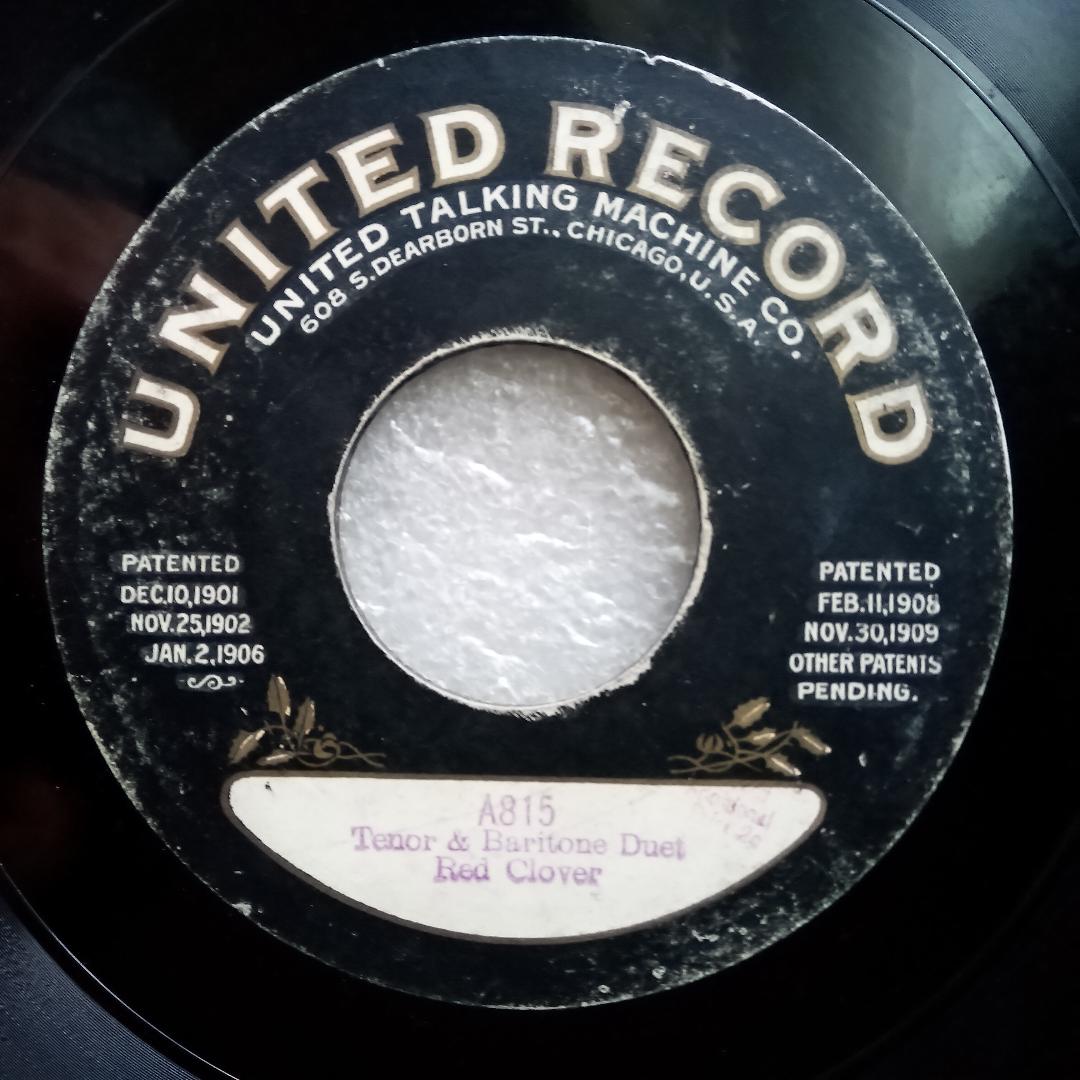 UNITED RECORD
UNITED TALKING MACHINE CO.
608 S. DEARBORN ST., CHICAGO, U.S.A.
PATENTED
DEC.10,1901
NOV.25,1902
JAN.2,1906
PATENTED
FEB.11,1908
NOV.30,1909
OTHER PATENTS
PENDING.
A815
Tenor & Baritone Duet
Red Clover